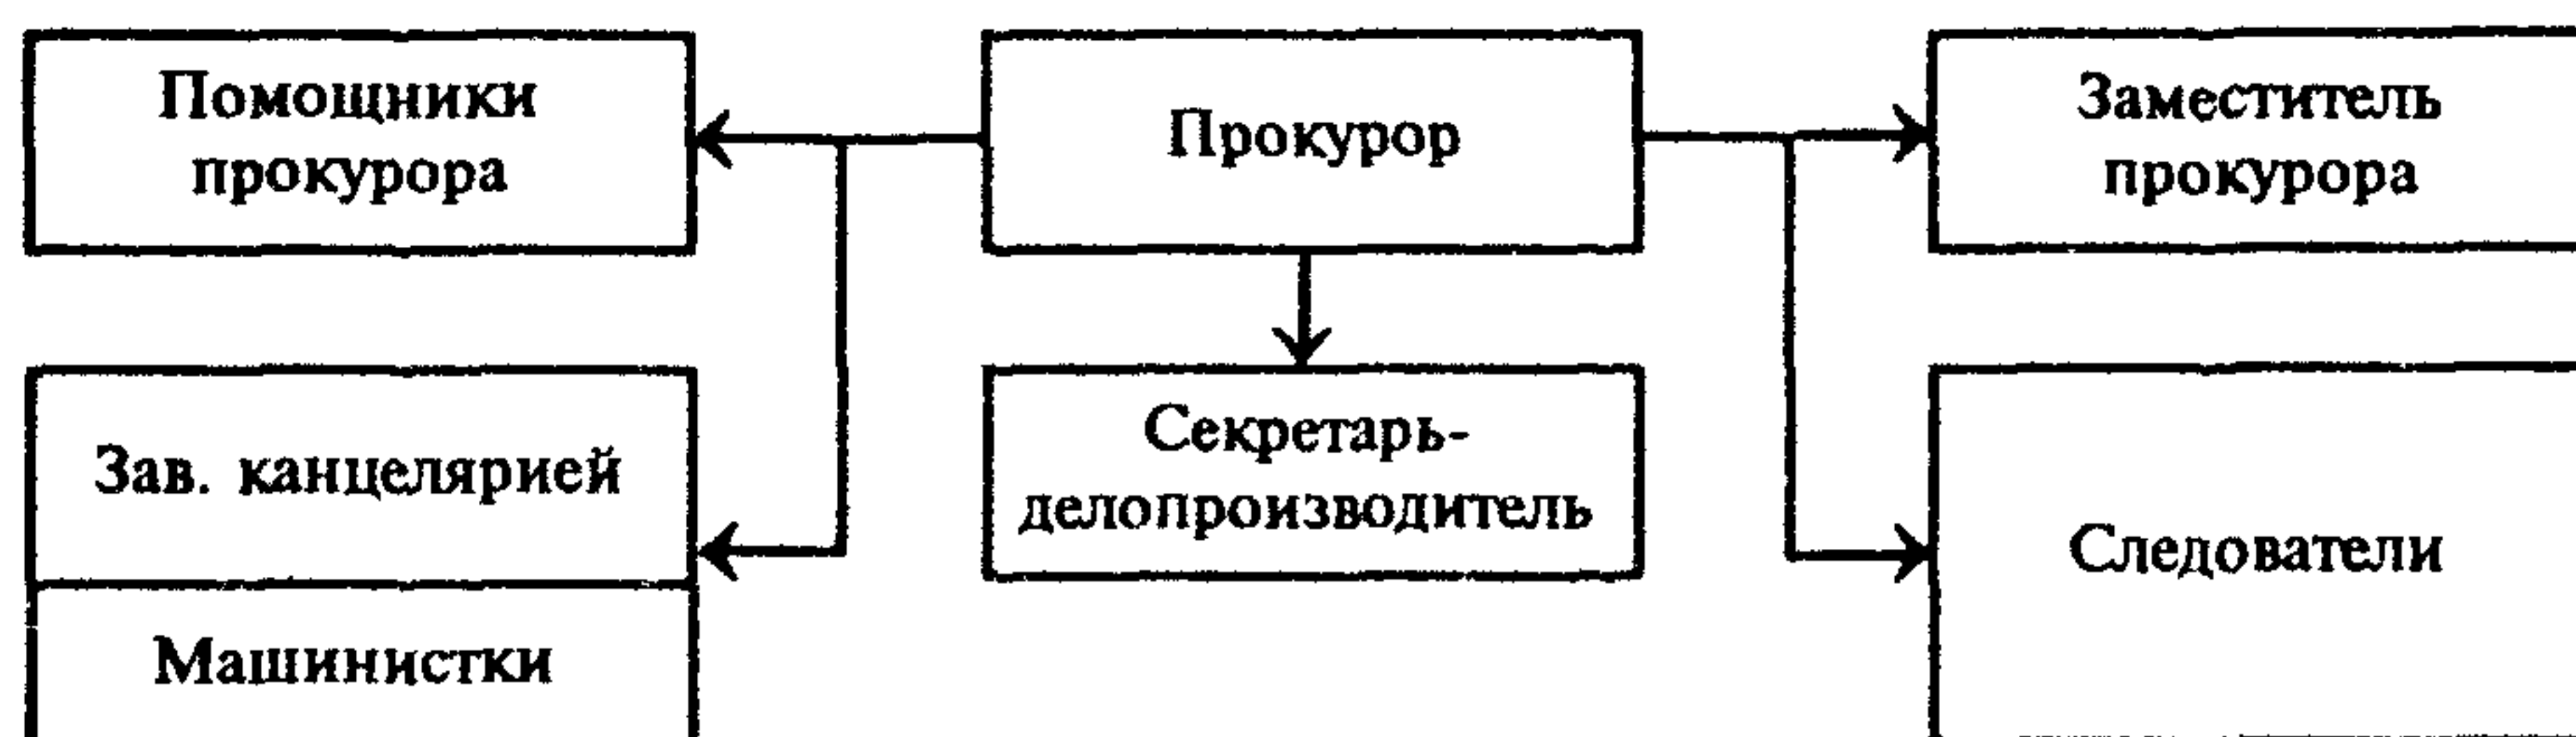 Помощники
прокурора
Прокурор
Заместитель
прокурора
Зав. канцелярией
Секретарь-
делопроизводитель
Следователи
Машинистки